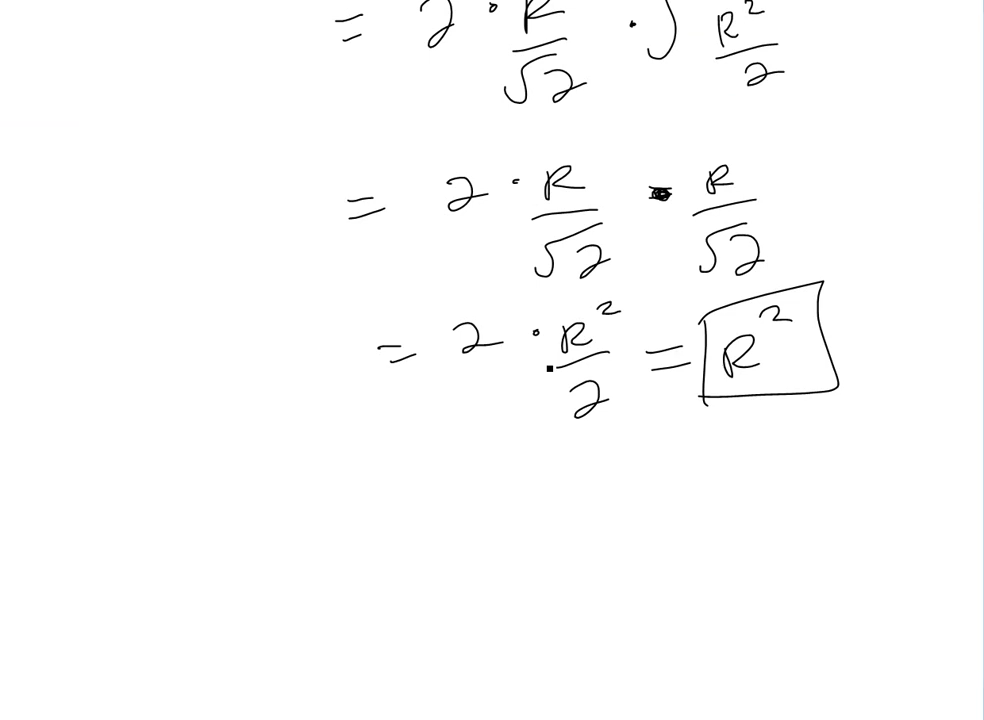 = 2 · R/√2 · √ R²/2
= 2 · R/√2 · R/√2
= 2 · R²/2 = R²